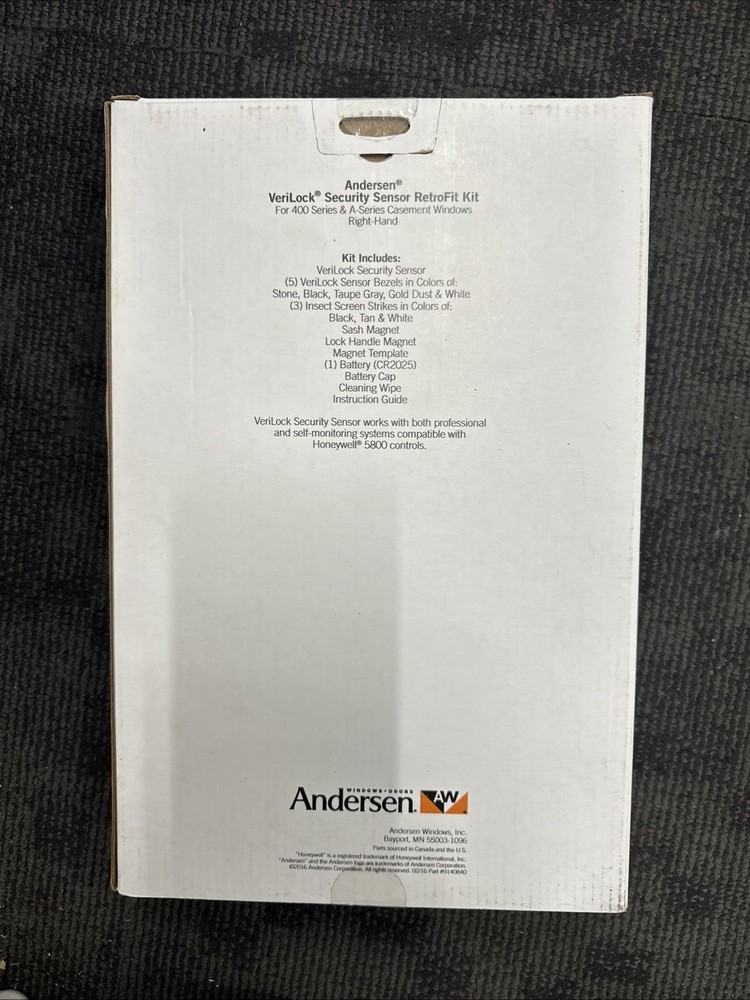 Andersen®
VeriLock® Security Sensor RetroFit Kit
For 400 Series & A-Series Casement Windows
Right-Hand
Kit Includes:
VeriLock Security Sensor
(5) VeriLock Sensor Bezels in Colors of:
Stone, Black, Taupe Gray, Gold Dust & White
(3) Insect Screen Strikes in Colors of:
Black, Tan & White
Sash Magnet
Lock Handle Magnet
Magnet Template
(1) Battery (CR2025)
Battery Cap
Cleaning Wipe
Instruction Guide
VeriLock Security Sensor works with both professional
and self-monitoring systems compatible with
Honeywell® 5800 controls.
WINDOWS•DOORS
Andersen. AW
Andersen Windows, Inc.
Bayport, MN 55003-1096
Parts sourced in Canada and the U.S.
"Honeywell" is a registered trademark of Honeywell International, Inc.
"Andersen" and the Andersen logo are trademarks of Andersen Corporation.
©2016 Andersen Corporation. All rights reserved. 02/16 Part #9140840